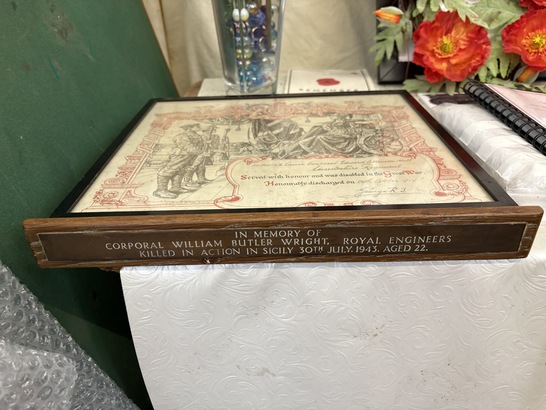 Served with honour and was disabled in the Great War
Honourably discharged on
IN MEMORY OF
CORPORAL WILLIAM BUTLER WRIGHT, ROYAL ENGINEERS
KILLED IN ACTION IN SICILY 30TH JULY. 1943. AGED 22.